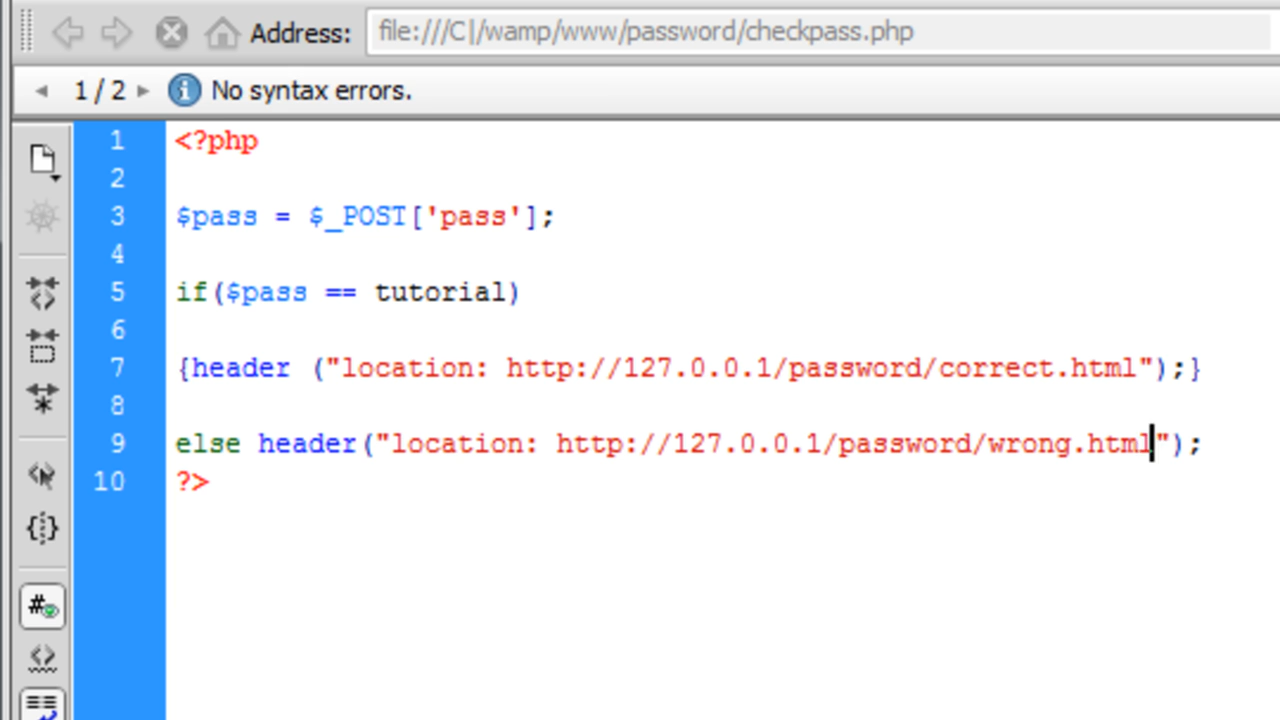 Address: file:///C|/wamp/www/password/checkpass.php
1 / 2 No syntax errors.
1 <?php
2
3 $pass = $_POST['pass'];
4
5 if($pass == tutorial)
6
7 {header ("location: http://127.0.0.1/password/correct.html");}
8
9 else header("location: http://127.0.0.1/password/wrong.html");
10 ?>